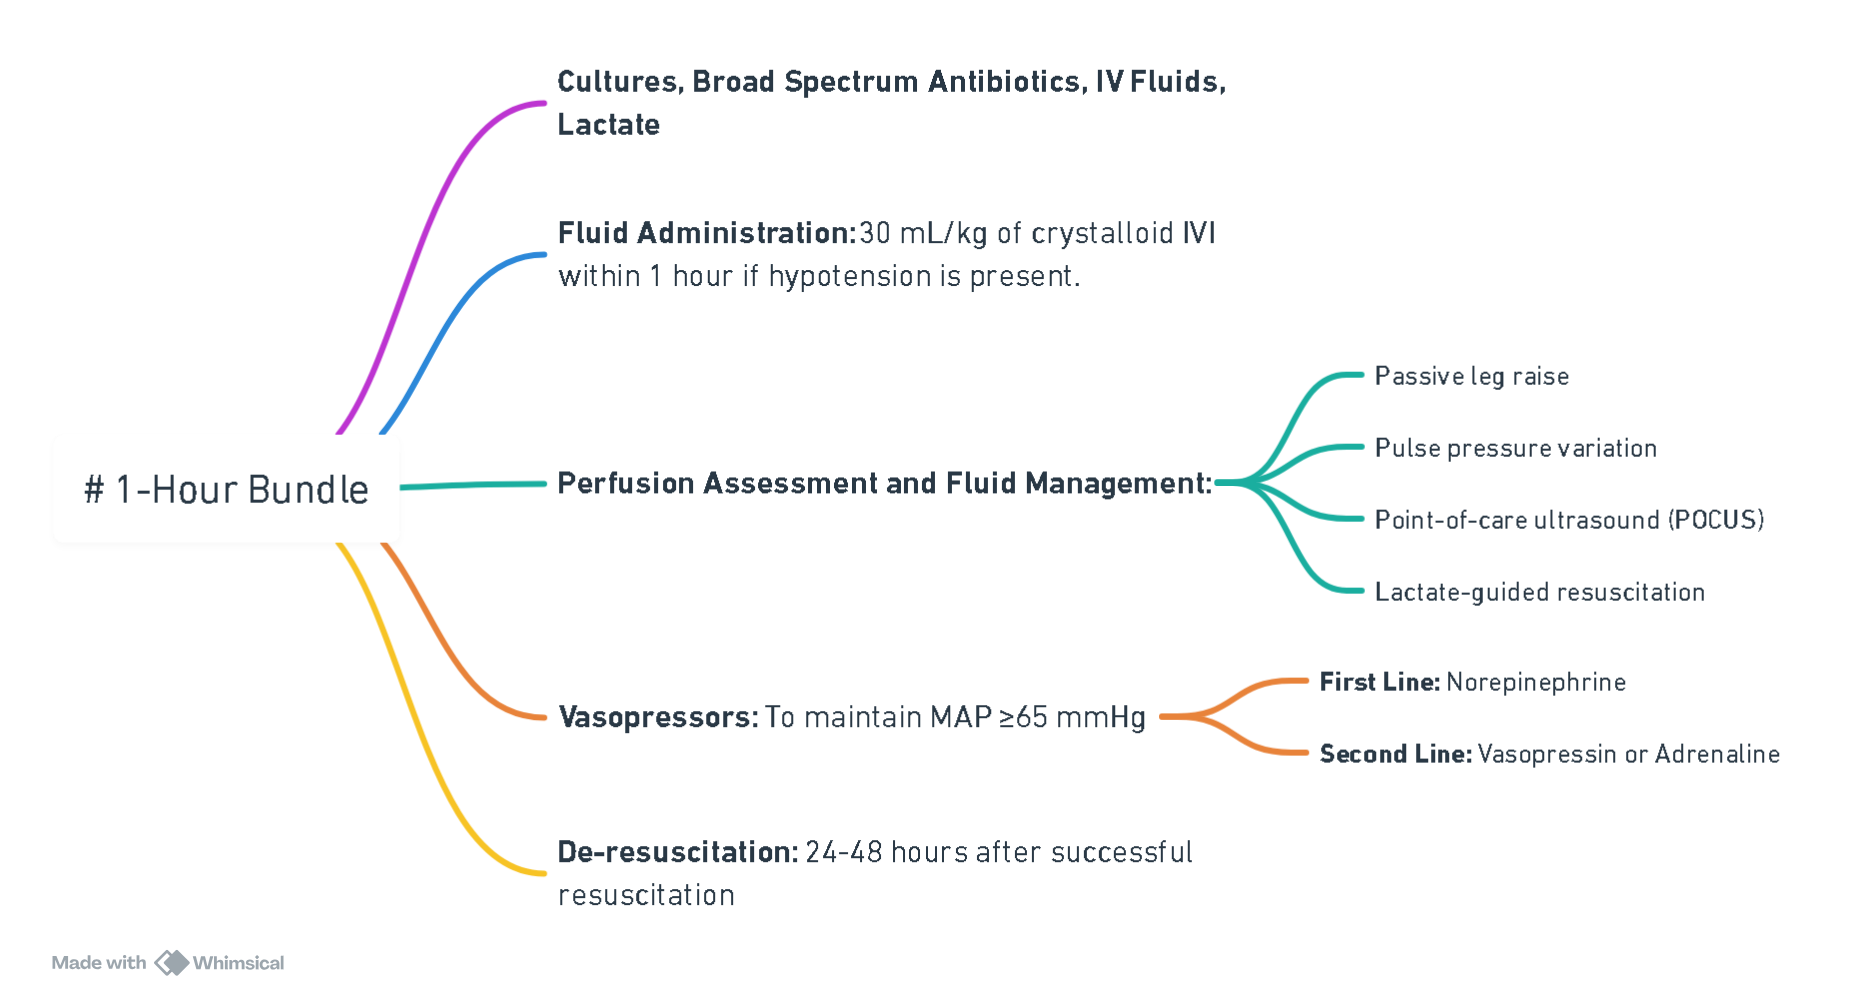 Cultures, Broad Spectrum Antibiotics, IV Fluids,
Lactate
Fluid Administration:30 mL/kg of crystalloid IVI
within 1 hour if hypotension is present.
# 1-Hour Bundle
Perfusion Assessment and Fluid Management:
Passive leg raise
Pulse pressure variation
Point-of-care ultrasound (POCUS)
Lactate-guided resuscitation
Vasopressors: To maintain MAP ≥65 mmHg
First Line: Norepinephrine
Second Line: Vasopressin or Adrenaline
De-resuscitation: 24-48 hours after successful
resuscitation
Made with Whimsical